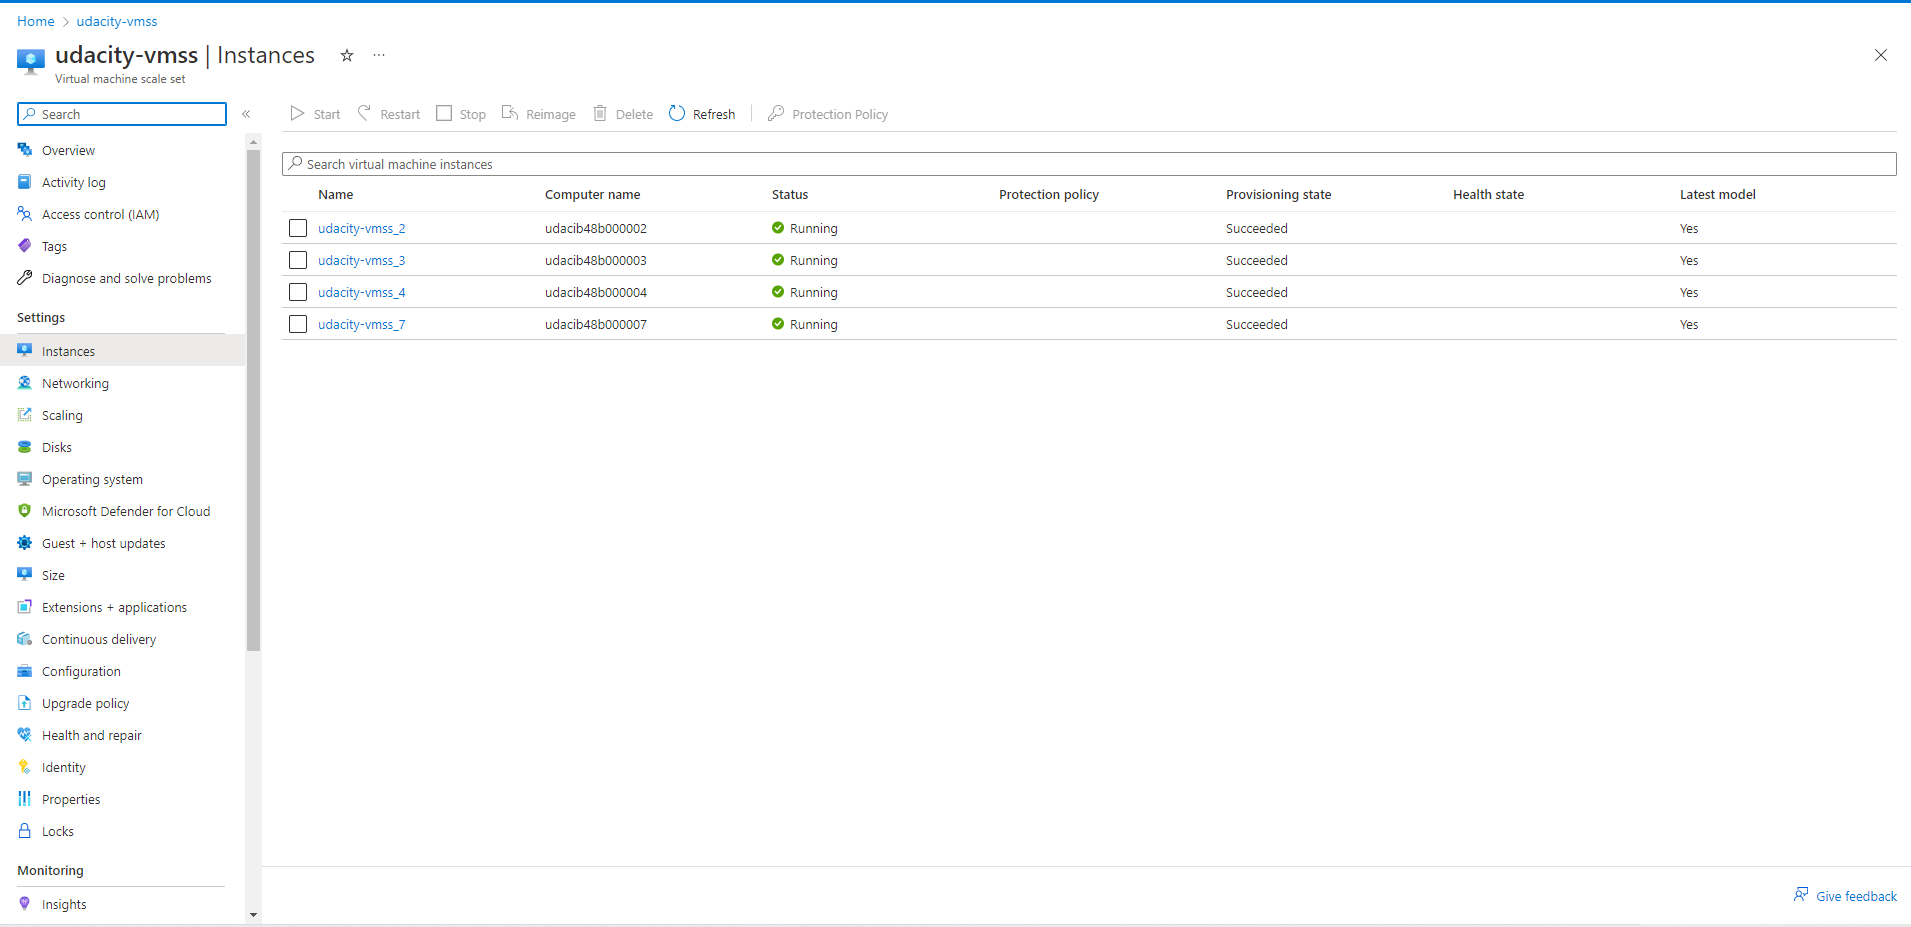 Home > udacity-vmss
udacity-vmss | Instances ...
Virtual machine scale set
Search «
Start Restart Stop Reimage Delete Refresh Protection Policy
Overview
Activity log
Access control (IAM)
Tags
Diagnose and solve problems
Settings
Instances
Networking
Scaling
Disks
Operating system
Microsoft Defender for Cloud
Guest + host updates
Size
Extensions + applications
Continuous delivery
Configuration
Upgrade policy
Health and repair
Identity
Properties
Locks
Monitoring
Insights
Search virtual machine instances
Name Computer name Status Protection policy Provisioning state Health state Latest model
udacity-vmss_2 udacib48b000002 Running Succeeded Yes
udacity-vmss_3 udacib48b000003 Running Succeeded Yes
udacity-vmss_4 udacib48b000004 Running Succeeded Yes
udacity-vmss_7 udacib48b000007 Running Succeeded Yes
Give feedback